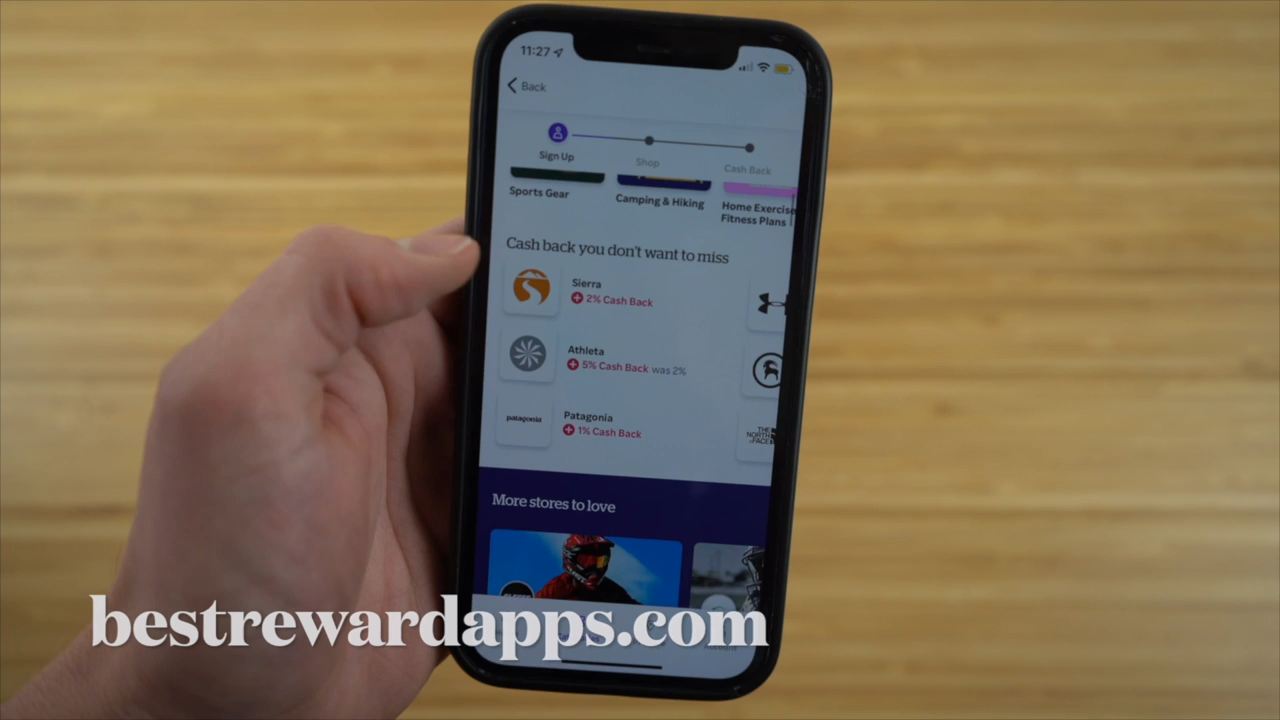 11:27
Back
Sign Up
Shop
Cash Back
Sports Gear
Camping & Hiking
Home Exercise
Fitness Plans
Cash back you don't want to miss
Sierra
2% Cash Back
Athleta
5% Cash Back was 2%
patagonia
Patagonia
1% Cash Back
THE
NORTH
FACE
More stores to love
bestrewardapps.com